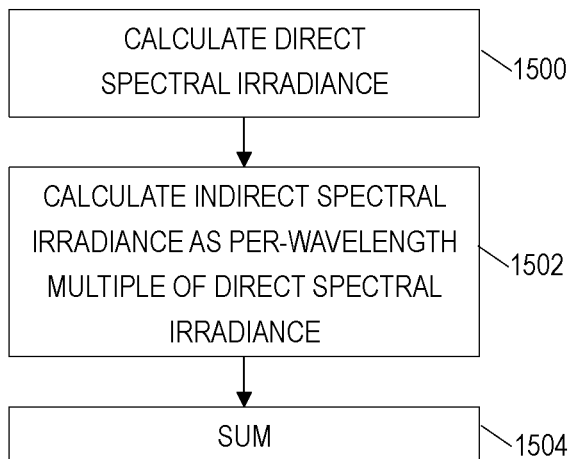 CALCULATE DIRECT
SPECTRAL IRRADIANCE
1500
CALCULATE INDIRECT SPECTRAL
IRRADIANCE AS PER-WAVELENGTH
MULTIPLE OF DIRECT SPECTRAL
IRRADIANCE
1502
SUM
1504